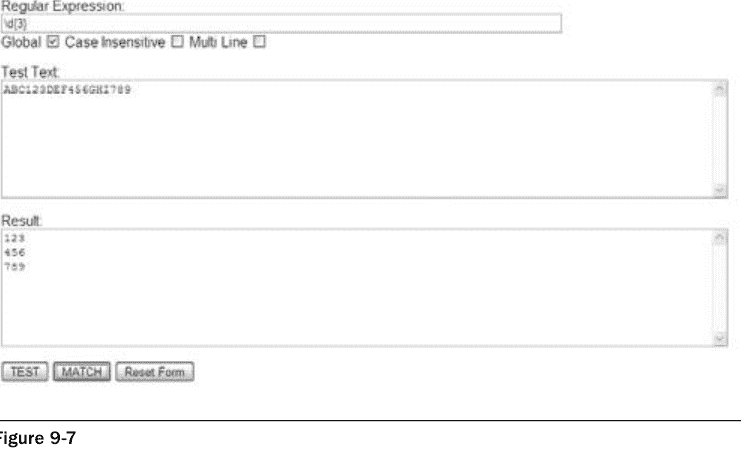 Regular Expression:
\d{3}
Global Case Insensitive Multi Line
Test Text:
ABC123DEF456GHI789
Result:
123
456
789
TEST MATCH Reset Form
Figure 9-7